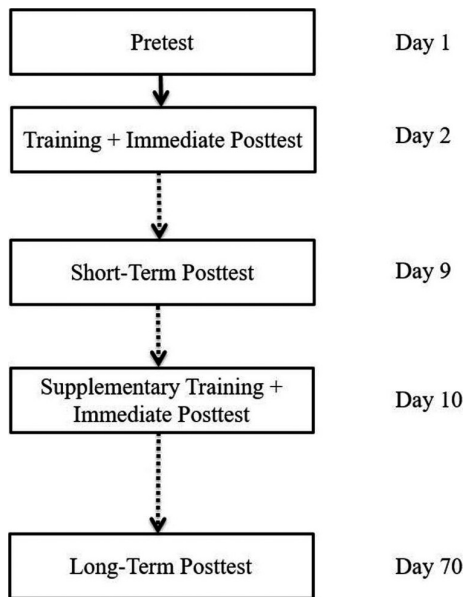 Pretest Day 1
Training + Immediate Posttest Day 2
Short-Term Posttest Day 9
Supplementary Training +
Immediate Posttest Day 10
Long-Term Posttest Day 70